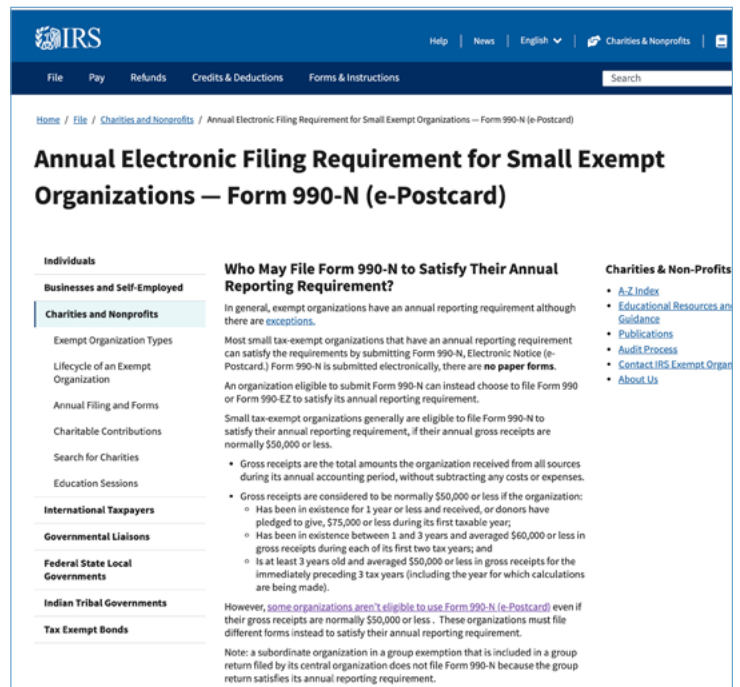 IRS
Help
News
English
Charities & Nonprofits
File
Pay
Refunds
Credits & Deductions
Forms & Instructions
Search
Home / File / Charities and Nonprofits / Annual Electronic Filing Requirement for Small Exempt Organizations — Form 990-N (e-Postcard)
Annual Electronic Filing Requirement for Small Exempt
Organizations — Form 990-N (e-Postcard)
Individuals
Businesses and Self-Employed
Charities and Nonprofits
Exempt Organization Types
Lifecycle of an Exempt
Organization
Annual Filing and Forms
Charitable Contributions
Search for Charities
Education Sessions
International Taxpayers
Governmental Liaisons
Federal State Local
Governments
Indian Tribal Governments
Tax Exempt Bonds
Who May File Form 990-N to Satisfy Their Annual
Reporting Requirement?
In general, exempt organizations have an annual reporting requirement although
there are exceptions.
Most small tax-exempt organizations that have an annual reporting requirement
can satisfy the requirements by submitting Form 990-N, Electronic Notice (e-
Postcard.) Form 990-N is submitted electronically, there are no paper forms.
An organization eligible to submit Form 990-N can instead choose to file Form 990
or Form 990-EZ to satisfy its annual reporting requirement.
Small tax-exempt organizations generally are eligible to file Form 990-N to
satisfy their annual reporting requirement, if their annual gross receipts are
normally $50,000 or less.
• Gross receipts are the total amounts the organization received from all sources
during its annual accounting period, without subtracting any costs or expenses.
• Gross receipts are considered to be normally $50,000 or less if the organization:
○ Has been in existence for 1 year or less and received, or donors have
pledged to give, $75,000 or less during its first taxable year;
○ Has been in existence between 1 and 3 years and averaged $60,000 or less in
gross receipts during each of its first two tax years; and
○ Is at least 3 years old and averaged $50,000 or less in gross receipts for the
immediately preceding 3 tax years (including the year for which calculations
are being made).
However, some organizations aren't eligible to use Form 990-N (e-Postcard) even if
their gross receipts are normally $50,000 or less . These organizations must file
different forms instead to satisfy their annual reporting requirement.
Note: a subordinate organization in a group exemption that is included in a group
return filed by its central organization does not file Form 990-N because the group
return satisfies its annual reporting requirement.
Charities & Non-Profits
• A-Z Index
• Educational Resources an
Guidance
• Publications
• Audit Process
• Contact IRS Exempt Organ
• About Us